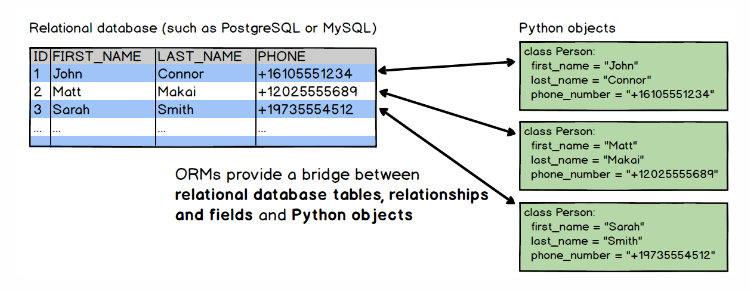 Relational database (such as PostgreSQL or MySQL)
ID FIRST_NAME LAST_NAME PHONE
1 John Connor +16105551234
2 Matt Makai +12025555689
3 Sarah Smith +19735554512
... ... ... ...
ORMs provide a bridge between
relational database tables, relationships
and fields and Python objects
Python objects
class Person:
first_name = "John"
last_name = "Connor"
phone_number = "+16105551234"
class Person:
first_name = "Matt"
last_name = "Makai"
phone_number = "+12025555689"
class Person:
first_name = "Sarah"
last_name = "Smith"
phone_number = "+19735554512"